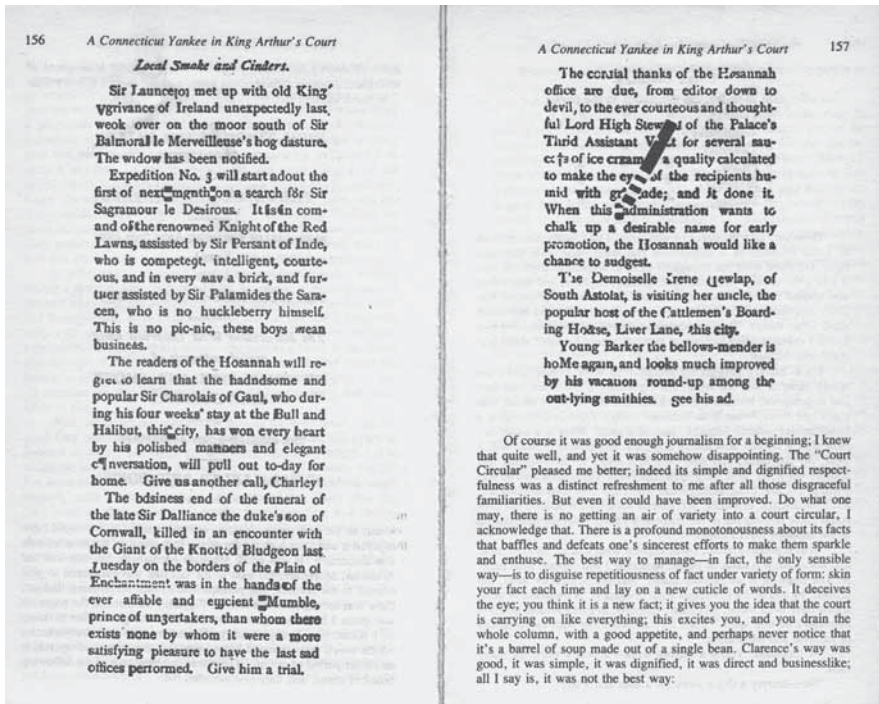 156
A Connecticut Yankee in King Arthur's Court
Local Smoke and Cinders.
Sir Launcelot met up with old King'
vgrivance of Ireland unexpectedly last
weok over on the moor south of Sir
Balmoral le Merveilleuse's hog dasture.
The widow has been notified.
Expedition No. 3 will start adout the
first of next mgnth on a search f8r Sir
Sagramour le Desirous. It is in com-
and of the renowned Knight of the Red
Lawns, assissted by Sir Persant of Inde,
who is competegt, intelligent, courte-
ous, and in every way a brick, and fur-
tuer assisted by Sir Palamides the Sara-
cen, who is no huckleberry himself.
This is no pic-nic, these boys mean
busineas.
The readers of the Hosannah will re-
gret to learn that the hadndsome and
popular Sir Charolais of Gaul, who dur-
ing his four weeks' stay at the Bull and
Halibut, this city, has won every heart
by his polished manners and elegant
c¶nversation, will pull out to-day for
home. Give us another call, Charley!
The bdsiness end of the funeral of
the late Sir Dalliance the duke's son of
Cornwall, killed in an encounter with
the Giant of the Knotted Bludgeon last
Tuesday on the borders of the Plain of
Enchantment was in the hands of the
ever affable and egycient Mumble,
prince of ungertakers, than whom there
exists none by whom it were a more
satisfying pleasure to have the last sad
offices performed. Give him a trial.
A Connecticut Yankee in King Arthur's Court
157
The cordial thanks of the Hosannah
office are due, from editor down to
devil, to the ever courteous and thought-
ful Lord High Stew of the Palace's
Third Assistant V t for several sau-
of ice a quality calculated
to make the ey of the recipients hu-
mid with ude; and it done it.
When this administration wants to
chalk up a desirable name for early
promotion, the Hosannah would like a
chance to sudgest.
The Demoiselle Irene Dewlap, of
South Astolat, is visiting her uncle, the
popular host of the Cattlemen's Board-
ing Ho&se, Liver Lane, this city.
Young Barker the bellows-mender is
hoMe again, and looks much improved
by his vacation round-up among the
out-lying smithies. see his ad.
Of course it was good enough journalism for a beginning; I knew
that quite well, and yet it was somehow disappointing. The "Court
Circular" pleased me better; indeed its simple and dignified respect-
fulness was a distinct refreshment to me after all those disgraceful
familiarities. But even it could have been improved. Do what one
may, there is no getting an air of variety into a court circular, I
acknowledge that. There is a profound monotonousness about its facts
that baffles and defeats one's sincerest efforts to make them sparkle
and enthuse. The best way to manage—in fact, the only sensible
way—is to disguise repetitiousness of fact under variety of form: skin
your fact each time and lay on a new cuticle of words. It deceives
the eye; you think it is a new fact; it gives you the idea that the court
is carrying on like everything; this excites you, and you drain the
whole column, with a good appetite, and perhaps never notice that
it's a barrel of soup made out of a single bean. Clarence's way was
good, it was simple, it was dignified, it was direct and businesslike;
all I say is, it was not the best way: